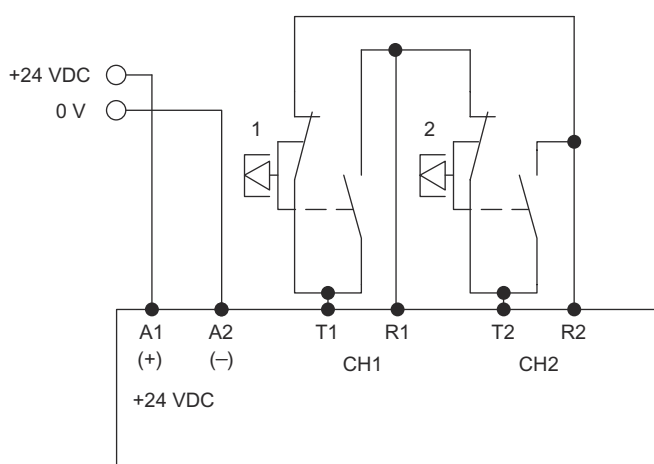 +24 VDC
0 V
1
2
A1 A2 T1 R1 T2 R2
(+) (–) CH1 CH2
+24 VDC